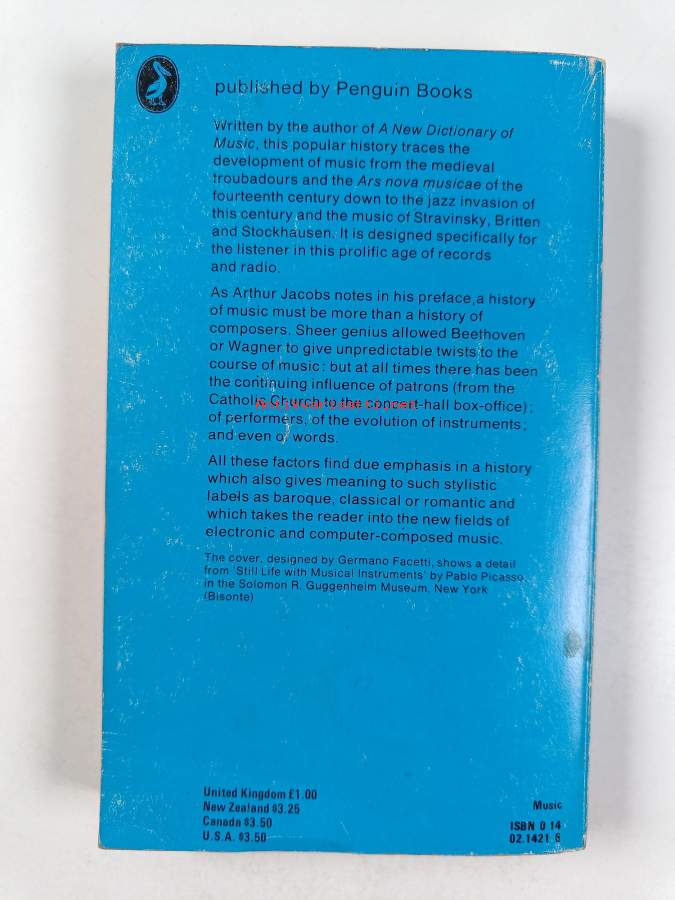 published by Penguin Books
Written by the author of A New Dictionary of
Music, this popular history traces the
development of music from the medieval
troubadours and the Ars nova musicae of the
fourteenth century down to the jazz invasion of
this century and the music of Stravinsky, Britten
and Stockhausen. It is designed specifically for
the listener in this prolific age of records
and radio.
As Arthur Jacobs notes in his preface, a history
of music must be more than a history of
composers. Sheer genius allowed Beethoven
or Wagner to give unpredictable twists to the
course of music: but at all times there has been
the continuing influence of patrons (from the
Catholic Church to the concert-hall box-office);
of performers, of the evolution of instruments;
and even of words.
All these factors find due emphasis in a history
which also gives meaning to such stylistic
labels as baroque, classical or romantic and
which takes the reader into the new fields of
electronic and computer-composed music.
The cover, designed by Germano Facetti, shows a detail
from 'Still Life with Musical Instruments' by Pablo Picasso
in the Solomon R. Guggenheim Museum, New York
(Bisonte)
United Kingdom £1.00
New Zealand $3.25
Canada $3.50
U.S.A. $3.50
Music
ISBN 0 14
02.1421 6